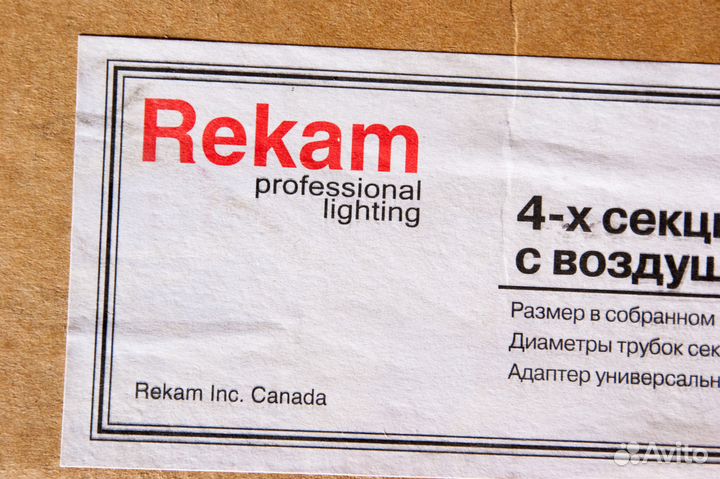 Rekam
professional
lighting
4-х секц
с воздуш
Размер в собранном
Диаметры трубок сек
Адаптер универсальн
Rekam Inc. Canada
Avito